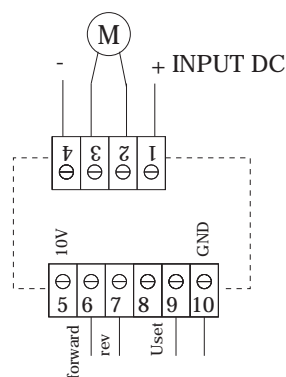 M
- + INPUT DC
4 3 2 1
10V GND
5 6 7 8 9 10
forward rev Uset